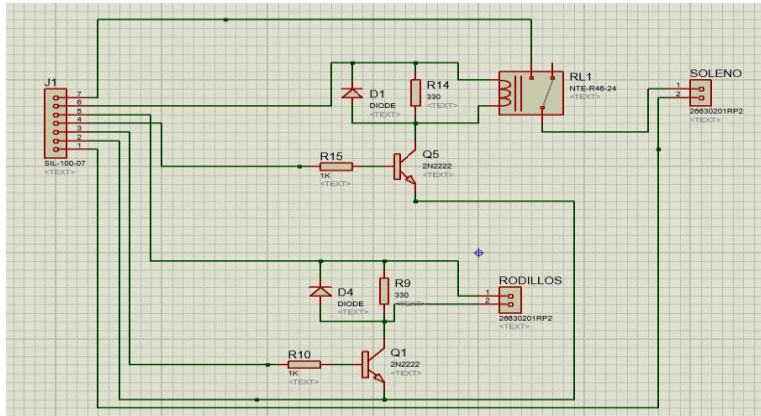 J1
7
6
5
4
3
2
1
SIL-100-07
<TEXT>
D1
DIODE
<TEXT>
R14
330
<TEXT>
RL1
NTE-R46-24
<TEXT>
SOLENO
1
2
26630201RP2
<TEXT>
R15
1K
<TEXT>
Q5
2N2222
<TEXT>
D4
DIODE
<TEXT>
R9
330
<TEXT>
RODILLOS
1
2
26630201RP2
<TEXT>
R10
1K
<TEXT>
Q1
2N2222
<TEXT>